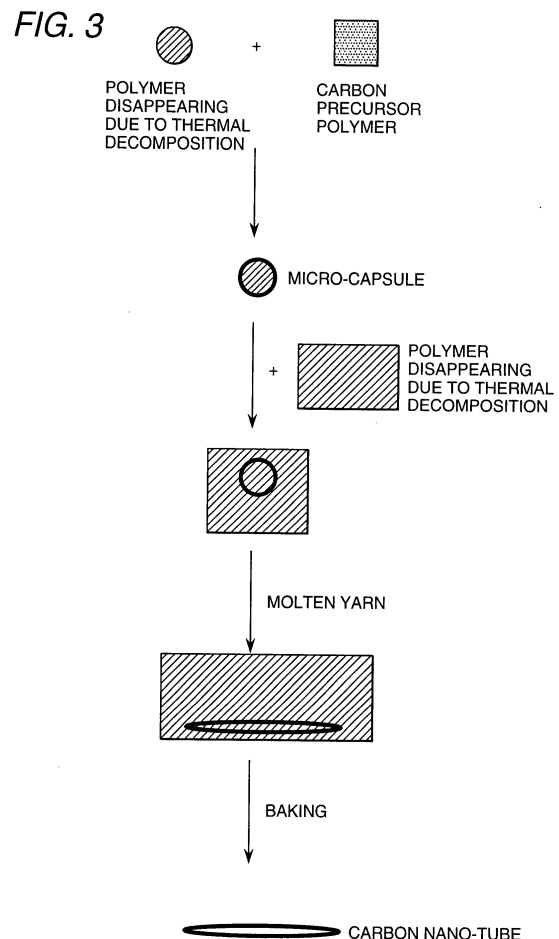 FIG. 3
+
POLYMER
DISAPPEARING
DUE TO THERMAL
DECOMPOSITION
CARBON
PRECURSOR
POLYMER
MICRO-CAPSULE
+
POLYMER
DISAPPEARING
DUE TO THERMAL
DECOMPOSITION
MOLTEN YARN
BAKING
CARBON NANO-TUBE